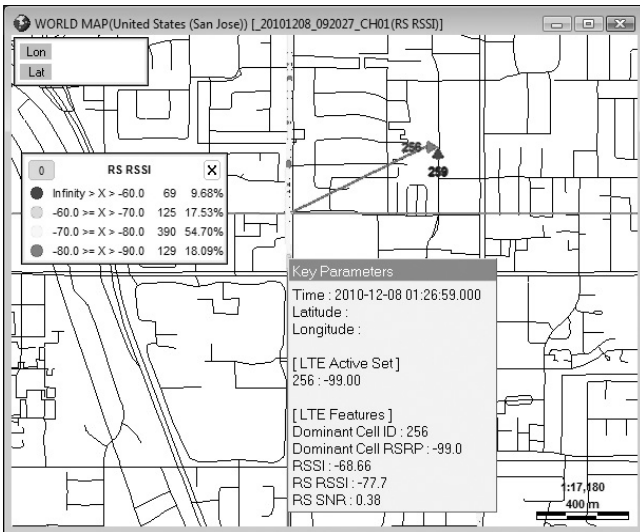 WORLD MAP(United States (San Jose)) [_20101208_092027_CH01(RS RSSI)]
Lon
Lat
0 RS RSSI X
Infinity > X > -60.0 69 9.68%
-60.0 >= X > -70.0 125 17.53%
-70.0 >= X > -80.0 390 54.70%
-80.0 >= X > -90.0 129 18.09%
256
259
Key Parameters
Time : 2010-12-08 01:26:59.000
Latitude :
Longitude :
[ LTE Active Set ]
256 : -99.00
[ LTE Features ]
Dominant Cell ID : 256
Dominant Cell RSRP : -99.0
RSSI : -68.66
RS RSSI : -77.7
RS SNR : 0.38
1:17,180
400 m